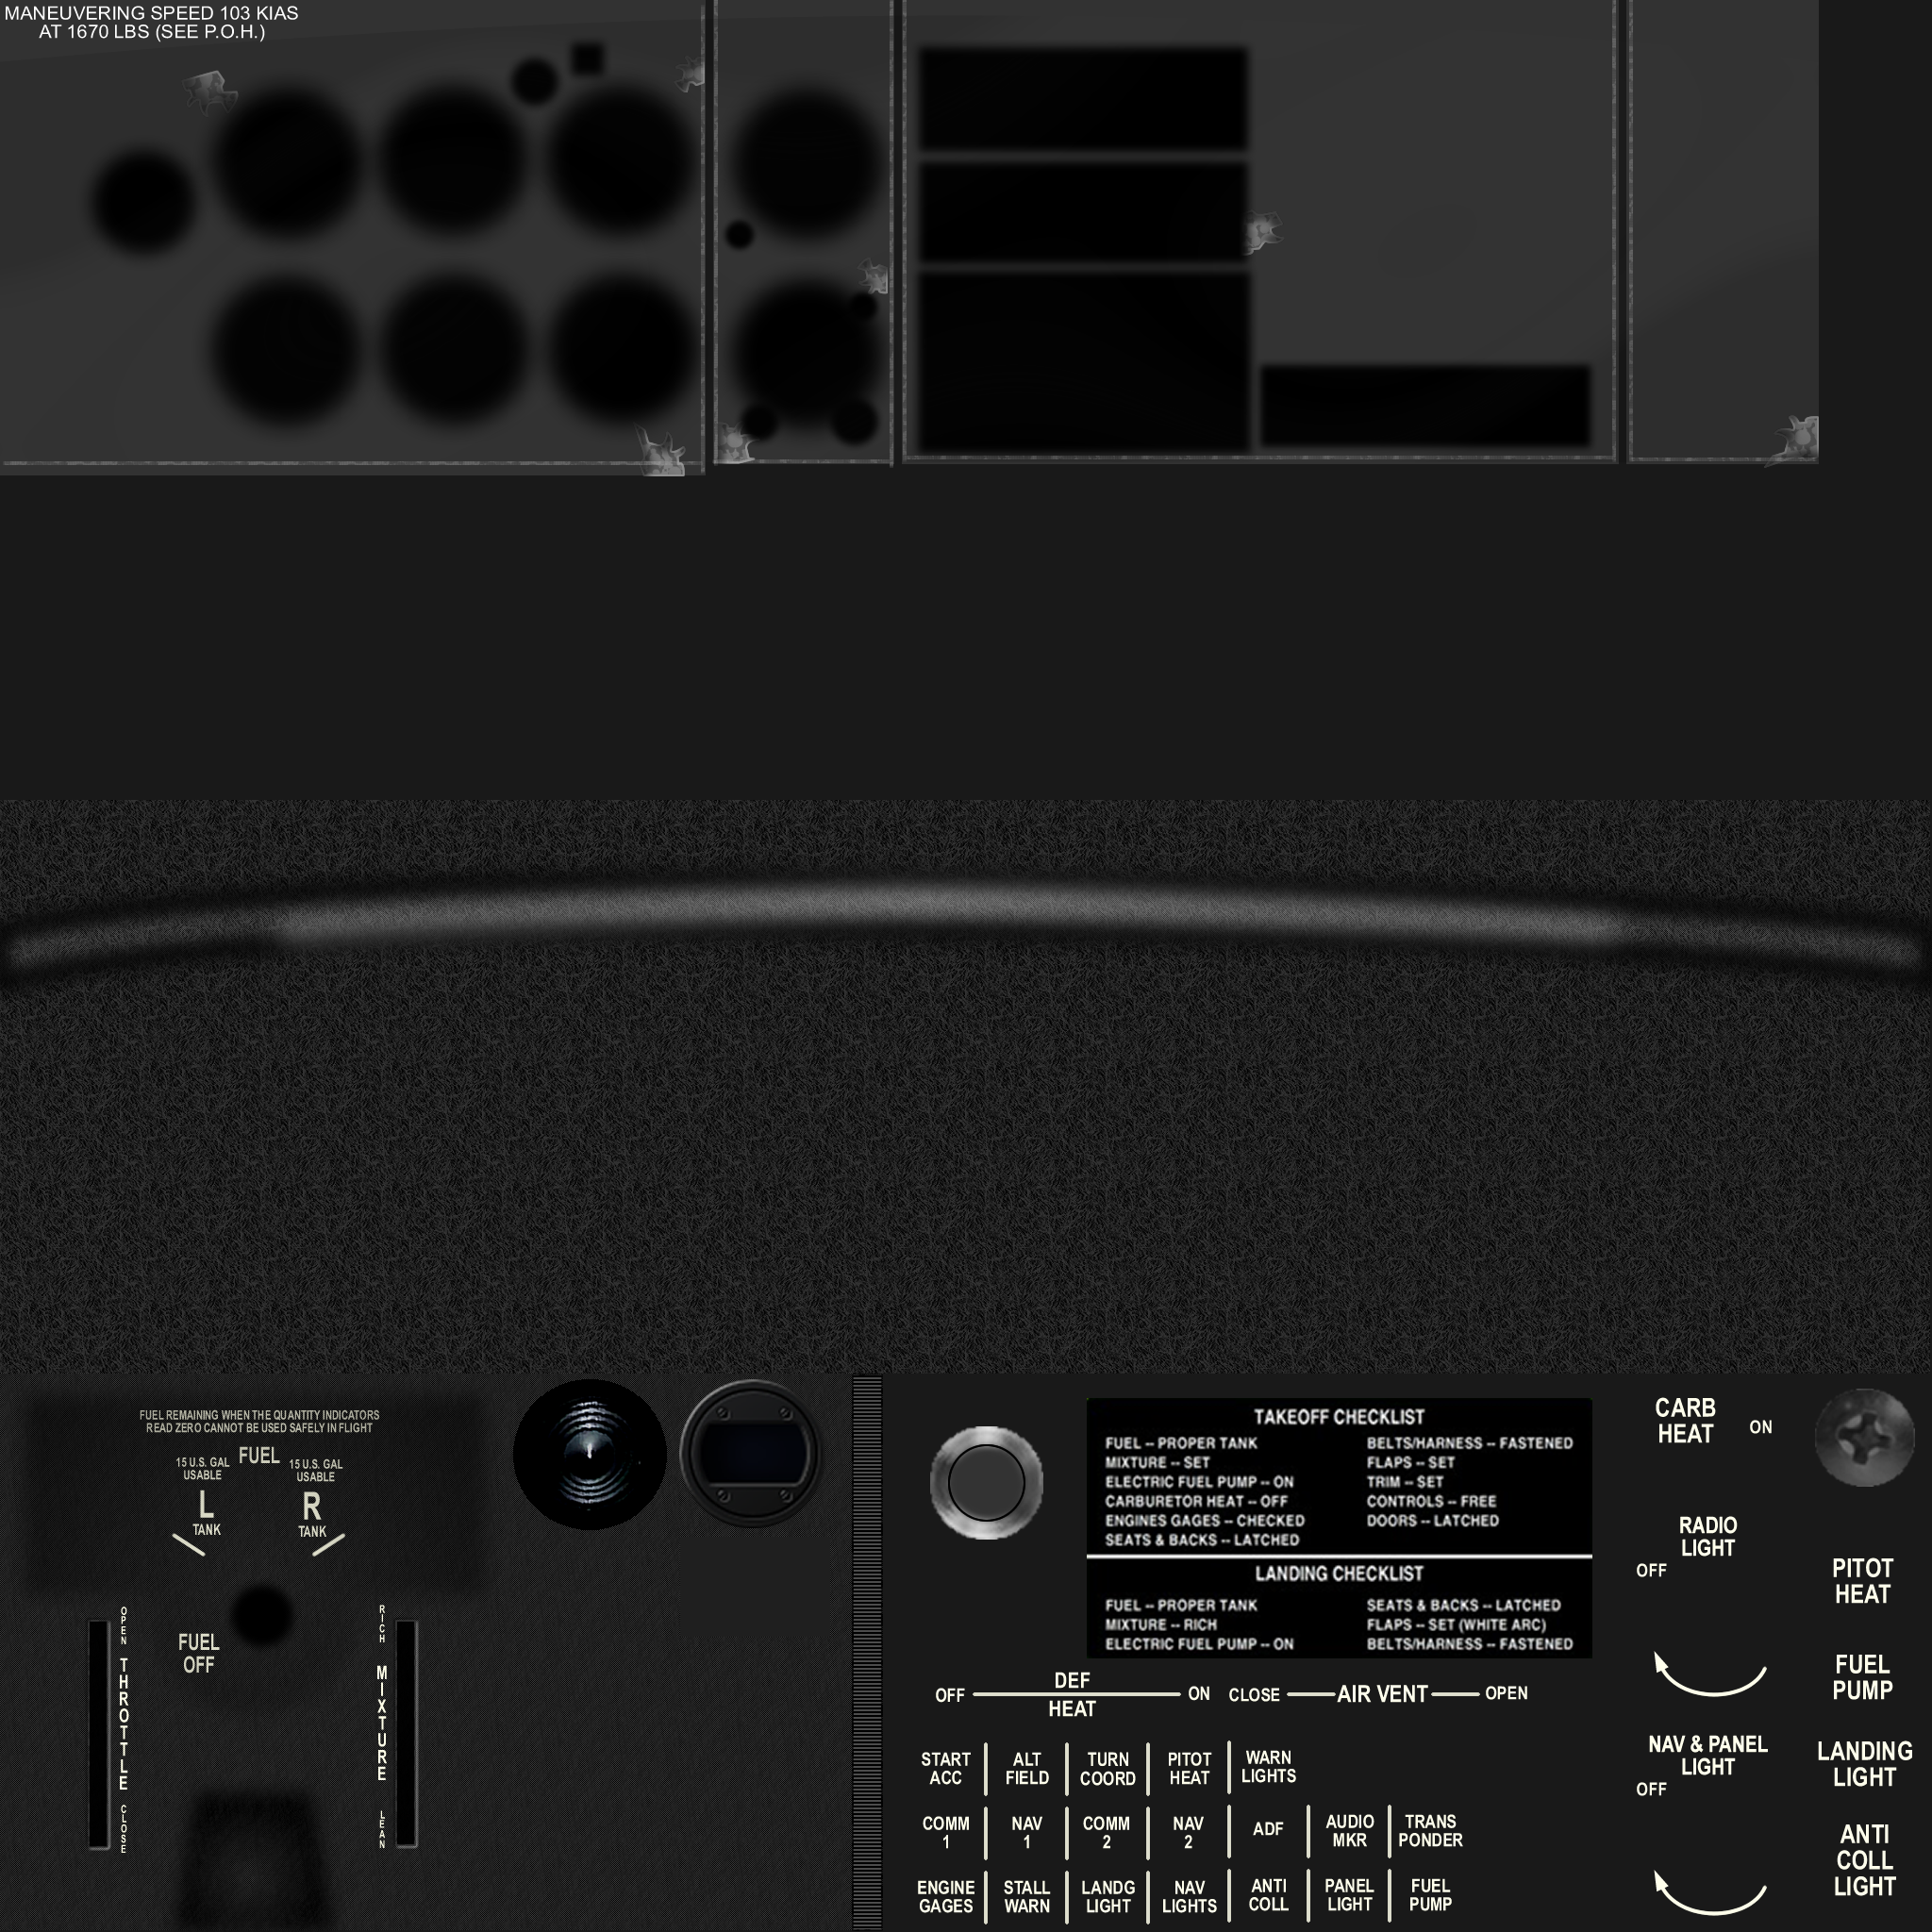 MANEUVERING SPEED 103 KIAS
AT 1670 LBS (SEE P.O.H.)
FUEL REMAINING WHEN THE QUANTITY INDICATORS
READ ZERO CANNOT BE USED SAFELY IN FLIGHT
FUEL
15 U.S. GAL
USABLE
15 U.S. GAL
USABLE
L
TANK
R
TANK
FUEL
OFF
OPEN
THROTTLE
CLOSE
RICH
MIXTURE
LEAN
TAKEOFF CHECKLIST
FUEL -- PROPER TANK
MIXTURE -- SET
ELECTRIC FUEL PUMP -- ON
CARBURETOR HEAT -- OFF
ENGINES GAGES -- CHECKED
SEATS & BACKS -- LATCHED
BELTS/HARNESS -- FASTENED
FLAPS -- SET
TRIM -- SET
CONTROLS -- FREE
DOORS -- LATCHED
LANDING CHECKLIST
FUEL -- PROPER TANK
MIXTURE -- RICH
ELECTRIC FUEL PUMP -- ON
SEATS & BACKS -- LATCHED
FLAPS -- SET (WHITE ARC)
BELTS/HARNESS -- FASTENED
OFF
DEF
HEAT
ON
CLOSE
AIR VENT
OPEN
START
ACC
ALT
FIELD
TURN
COORD
PITOT
HEAT
WARN
LIGHTS
COMM
1
NAV
1
COMM
2
NAV
2
ADF
AUDIO
MKR
TRANS
PONDER
ENGINE
GAGES
STALL
WARN
LANDG
LIGHT
NAV
LIGHTS
ANTI
COLL
PANEL
LIGHT
FUEL
PUMP
CARB
HEAT
ON
RADIO
LIGHT
OFF
NAV & PANEL
LIGHT
OFF
PITOT
HEAT
FUEL
PUMP
LANDING
LIGHT
ANTI
COLL
LIGHT